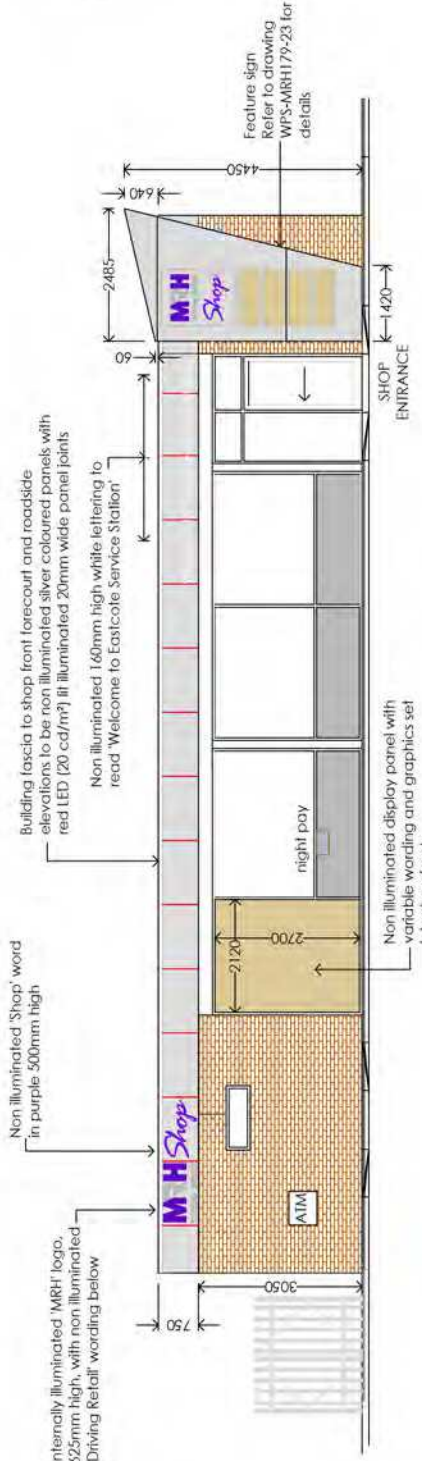 nternally illuminated 'MRH' logo,
625mm high, with non illuminated
Driving Retail' wording below
Non illuminated 'Shop' word
in purple 500mm high
Building fascia to shop front forecourt and roadside
elevations to be non illuminated silver coloured panels with
red LED (20 cd/m²) lit illuminated 20mm wide panel joints
Non illuminated 160mm high white lettering to
read 'Welcome to Eastcote Service Station'
Feature sign
Refer to drawing
WPS-MRH179-23 for
details
750
3050
MRH Shop
ATM
2120
2700
night pay
60
2485
640
4450
MRH
Shop
1420
SHOP
ENTRANCE
Non illuminated display panel with
variable wording and graphics set